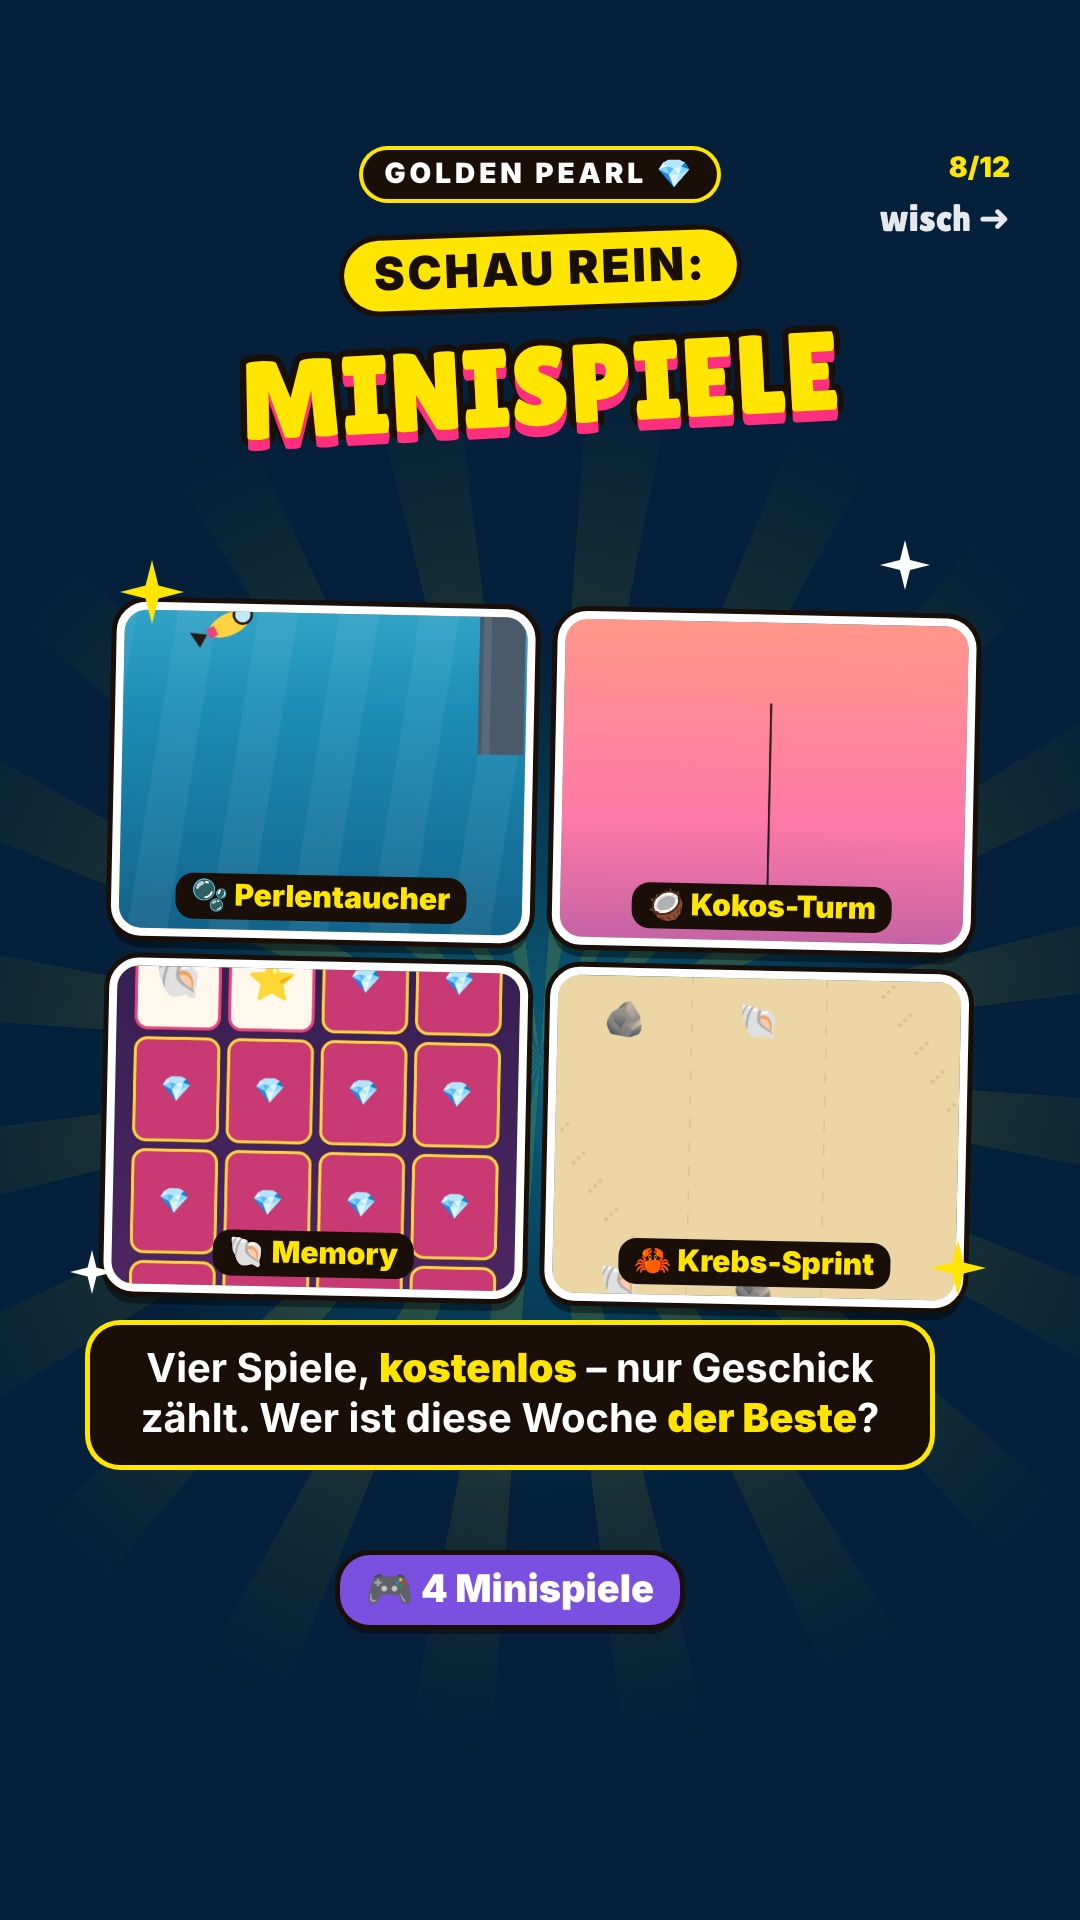 GOLDEN PEARL 💎
8/12
wisch →
SCHAU REIN:
MINISPIELE
🫧 Perlentaucher
🥥 Kokos-Turm
🐚 Memory
🦀 Krebs-Sprint
Vier Spiele, kostenlos – nur Geschick
zählt. Wer ist diese Woche der Beste?
🎮 4 Minispiele